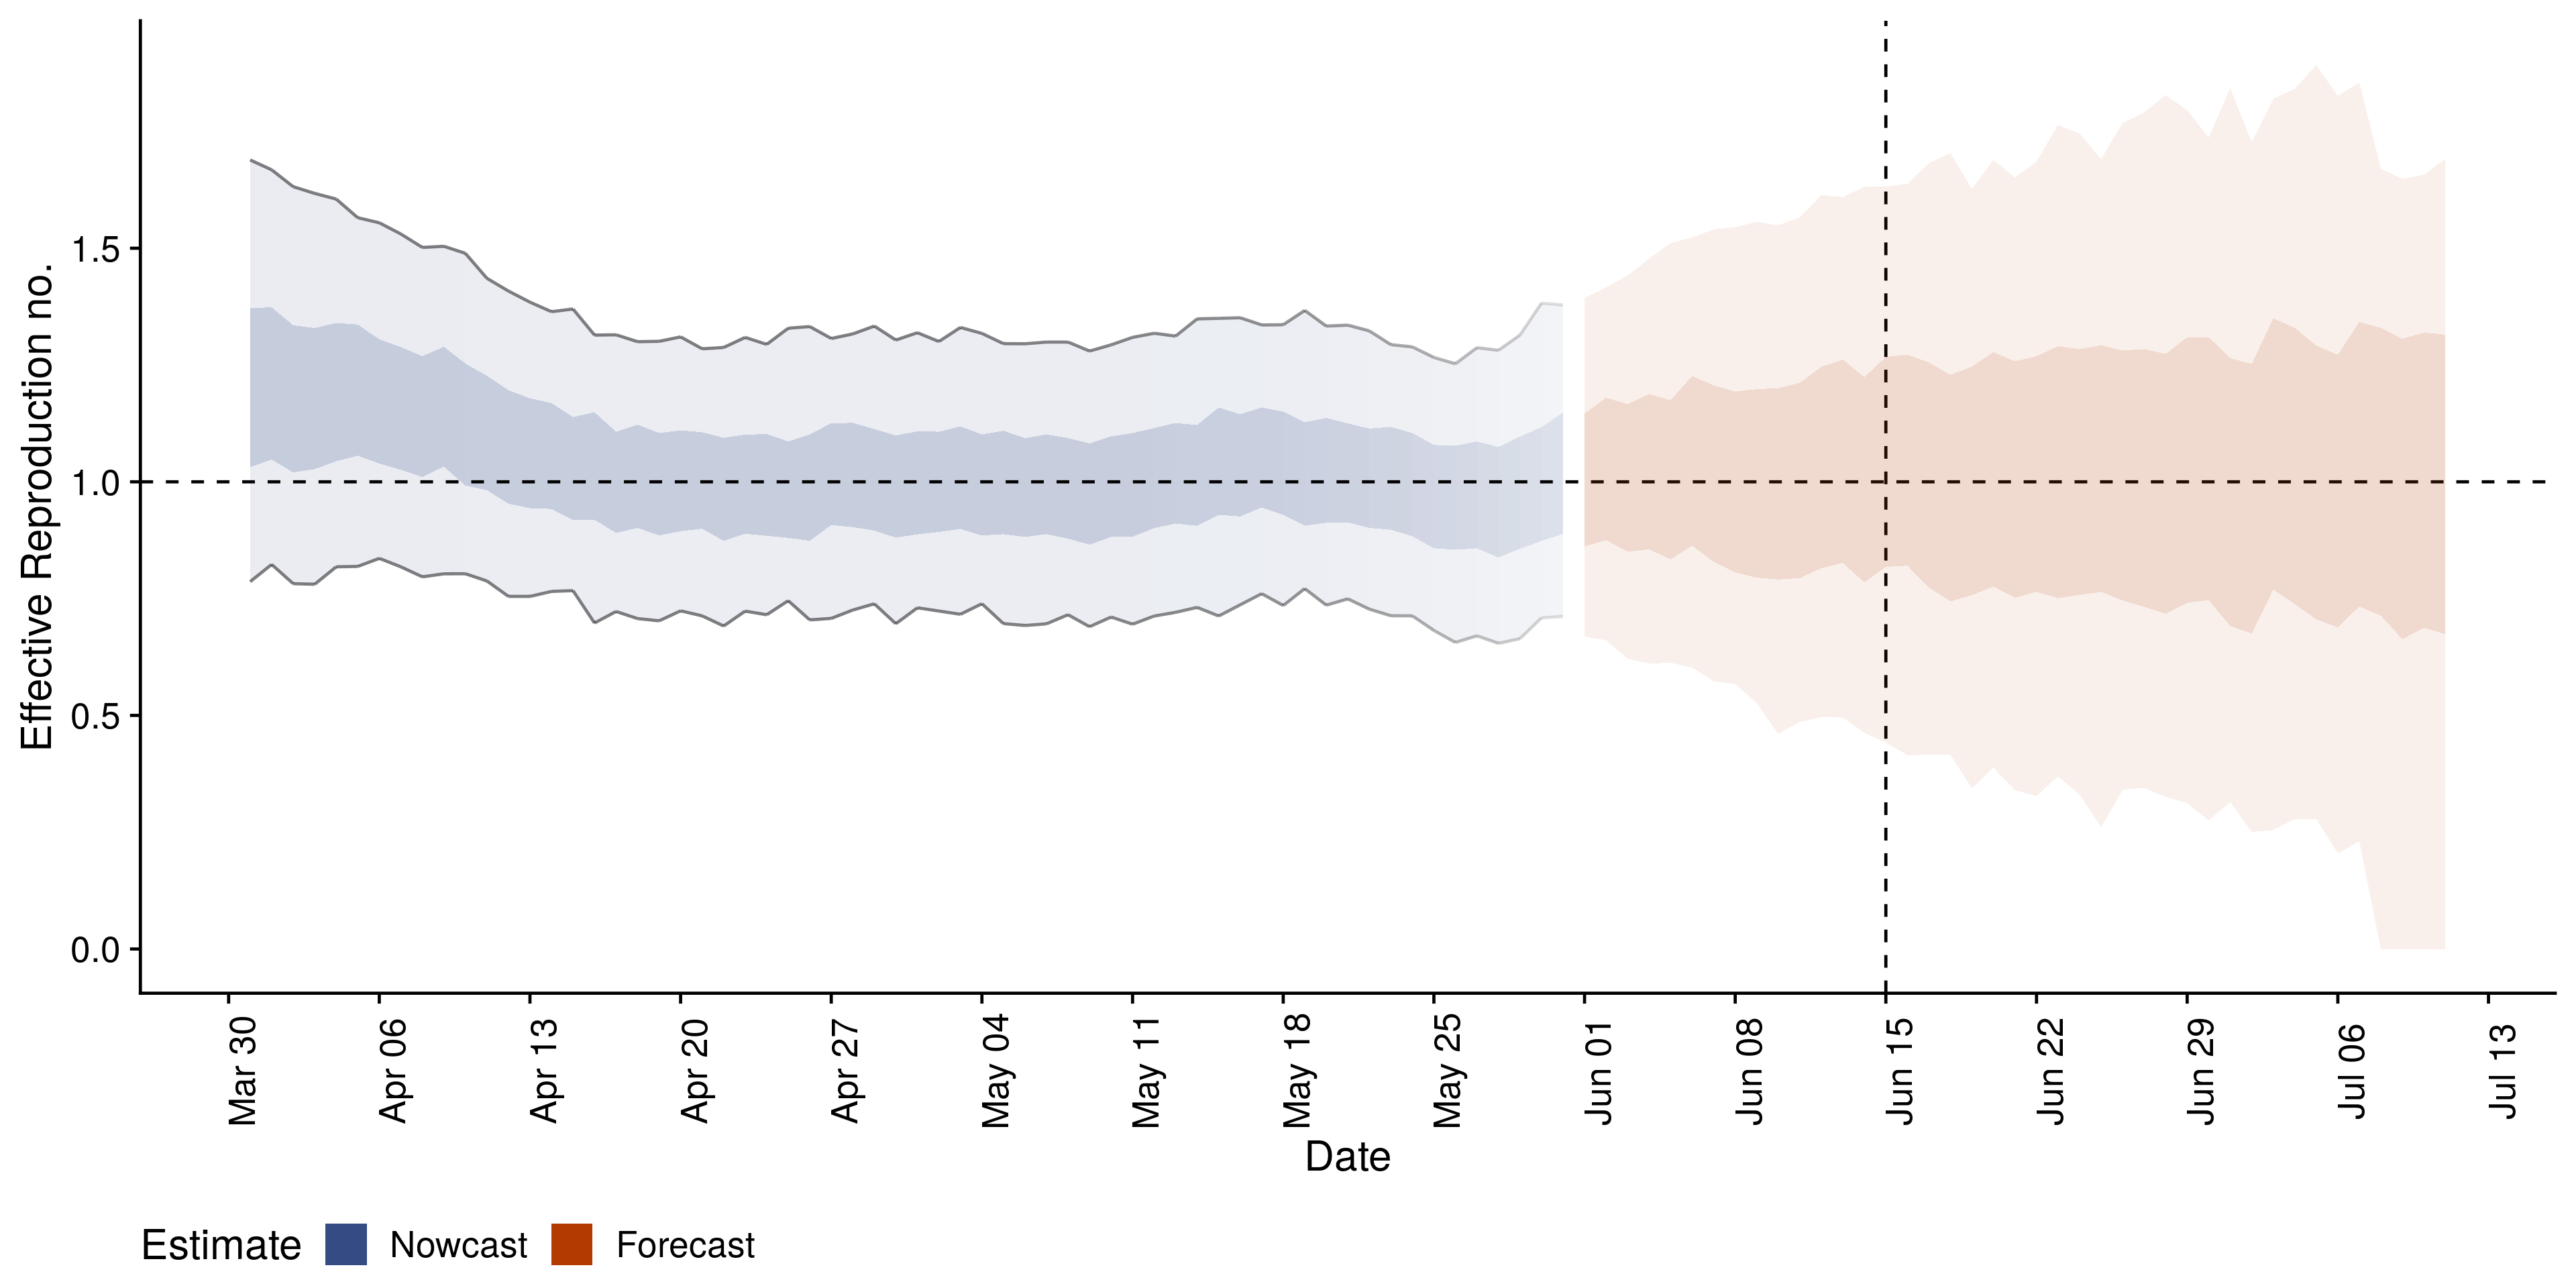 Effective Reproduction no.
1.5
1.0
0.5
0.0
Mar 30
Apr 06
Apr 13
Apr 20
Apr 27
May 04
May 11
May 18
May 25
Jun 01
Jun 08
Jun 15
Jun 22
Jun 29
Jul 06
Jul 13
Date
Estimate Nowcast Forecast